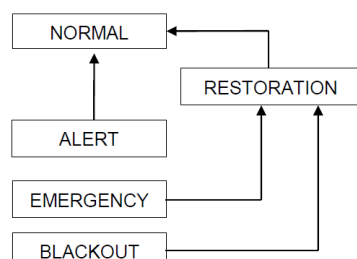 NORMAL
RESTORATION
ALERT
EMERGENCY
BLACKOUT